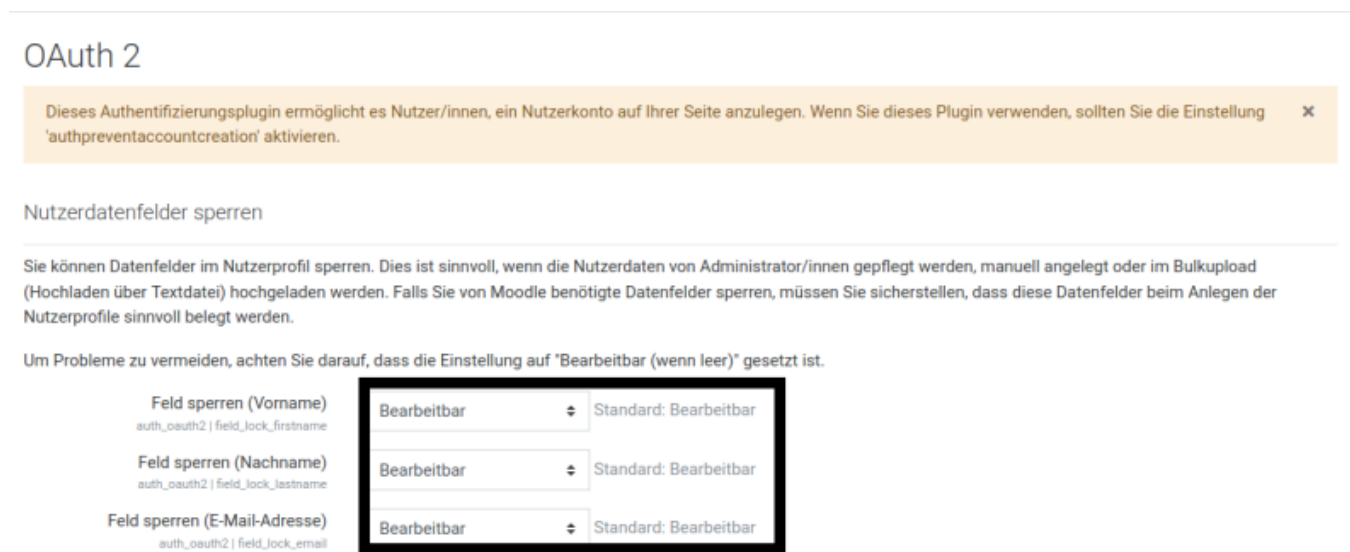 OAuth 2
Dieses Authentifizierungsplugin ermöglicht es Nutzer/innen, ein Nutzerkonto auf Ihrer Seite anzulegen. Wenn Sie dieses Plugin verwenden, sollten Sie die Einstellung
'authpreventaccountcreation' aktivieren.
Nutzerdatenfelder sperren
Sie können Datenfelder im Nutzerprofil sperren. Dies ist sinnvoll, wenn die Nutzerdaten von Administrator/innen gepflegt werden, manuell angelegt oder im Bulkupload
(Hochladen über Textdatei) hochgeladen werden. Falls Sie von Moodle benötigte Datenfelder sperren, müssen Sie sicherstellen, dass diese Datenfelder beim Anlegen der
Nutzerprofile sinnvoll belegt werden.
Um Probleme zu vermeiden, achten Sie darauf, dass die Einstellung auf "Bearbeitbar (wenn leer)" gesetzt ist.
Feld sperren (Vorname) Bearbeitbar Standard: Bearbeitbar
auth_oauth2 | field_lock_firstname
Feld sperren (Nachname) Bearbeitbar Standard: Bearbeitbar
auth_oauth2 | field_lock_lastname
Feld sperren (E-Mail-Adresse) Bearbeitbar Standard: Bearbeitbar
auth_oauth2 | field_lock_email